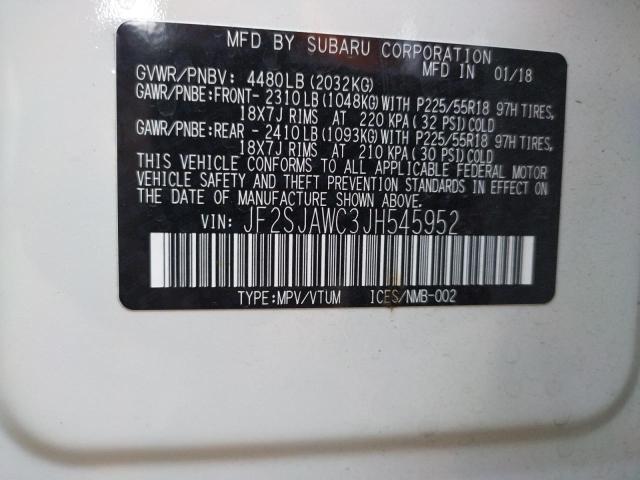 MFD BY SUBARU CORPORATION
MFD IN 01/18
GVWR/PNBV: 4480LB(2032KG)
GAWR/PNBE:FRONT- 2310LB(1048KG)WITH P225/55R18 97H TIRES,
18X7J RIMS AT 220 KPA(32 PSI)COLD
GAWR/PNBE:REAR - 2410LB(1093KG)WITH P225/55R18 97H TIRES,
18X7J RIMS AT 210 KPA(30 PSI)COLD
THIS VEHICLE CONFORMS TO ALL APPLICABLE FEDERAL MOTOR
VEHICLE SAFETY AND THEFT PREVENTION STANDARDS IN EFFECT ON
THE DATE OF MANUFACTURE SHOWN ABOVE.
VIN: JF2SJAWC3JH545952
TYPE:MPV/VTUM ICES/NMB-002